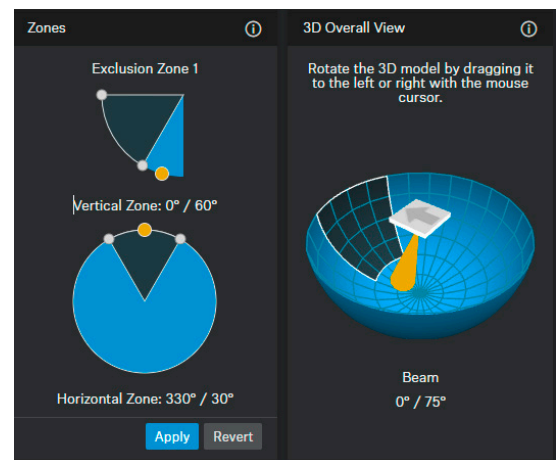 Zones
Exclusion Zone 1
Vertical Zone: 0° / 60°
Horizontal Zone: 330° / 30°
Apply Revert
3D Overall View
Rotate the 3D model by dragging it
to the left or right with the mouse
cursor.
Beam
0° / 75°